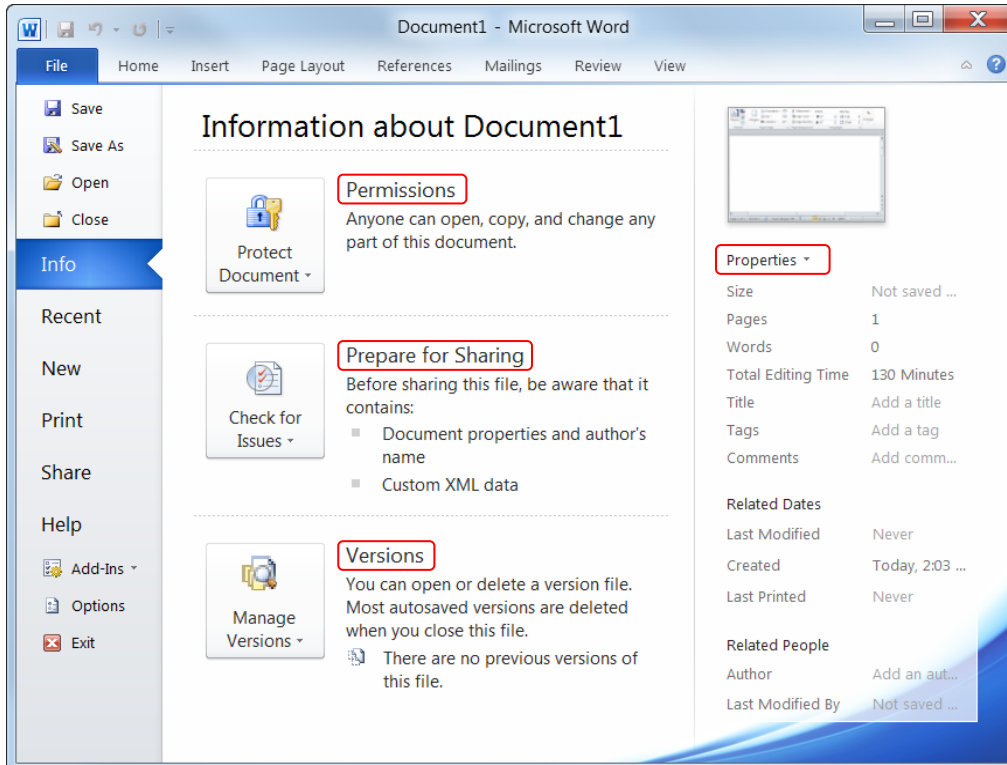 Document1 - Microsoft Word
File Home Insert Page Layout References Mailings Review View
Save
Save As
Open
Close
Info
Recent
New
Print
Share
Help
Add-Ins
Options
Exit
Information about Document1
Protect
Document
Permissions
Anyone can open, copy, and change any
part of this document.
Check for
Issues
Prepare for Sharing
Before sharing this file, be aware that it
contains:
Document properties and author's
name
Custom XML data
Manage
Versions
Versions
You can open or delete a version file.
Most autosaved versions are deleted
when you close this file.
There are no previous versions of
this file.
Properties
Size Not saved ...
Pages 1
Words 0
Total Editing Time 130 Minutes
Title Add a title
Tags Add a tag
Comments Add comm...
Related Dates
Last Modified Never
Created Today, 2:03 ...
Last Printed Never
Related People
Author Add an aut...
Last Modified By Not saved ...